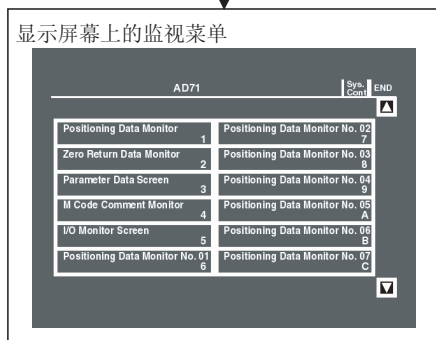 显示屏幕上的监视菜单
AD71
Sys. Cont
END
Positioning Data Monitor 1
Positioning Data Monitor No. 02 7
Zero Return Data Monitor 2
Positioning Data Monitor No. 03 8
Parameter Data Screen 3
Positioning Data Monitor No. 04 9
M Code Comment Monitor 4
Positioning Data Monitor No. 05 A
I/O Monitor Screen 5
Positioning Data Monitor No. 06 B
Positioning Data Monitor No. 01 6
Positioning Data Monitor No. 07 C